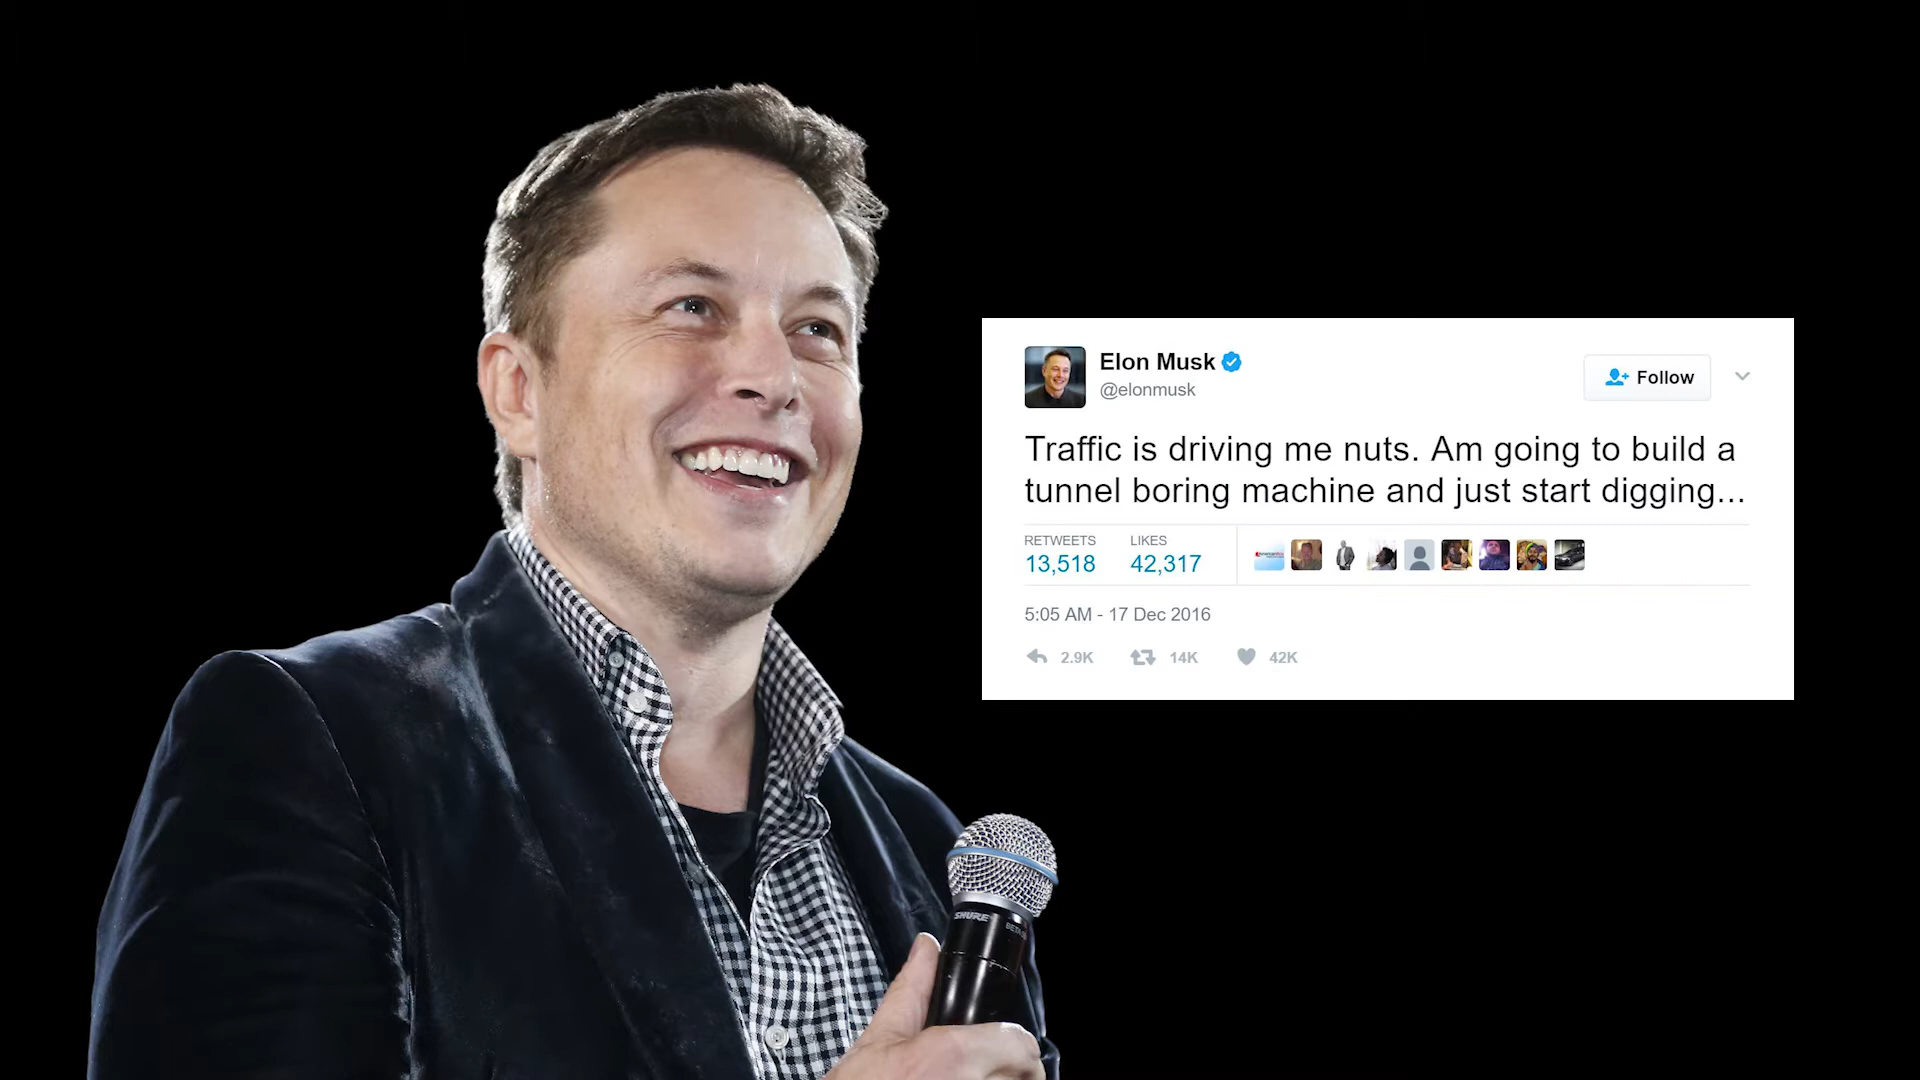 Elon Musk
@elonmusk
Follow
Traffic is driving me nuts. Am going to build a
tunnel boring machine and just start digging...
RETWEETS LIKES
13,518 42,317
5:05 AM - 17 Dec 2016
2.9K 14K 42K
SHURE